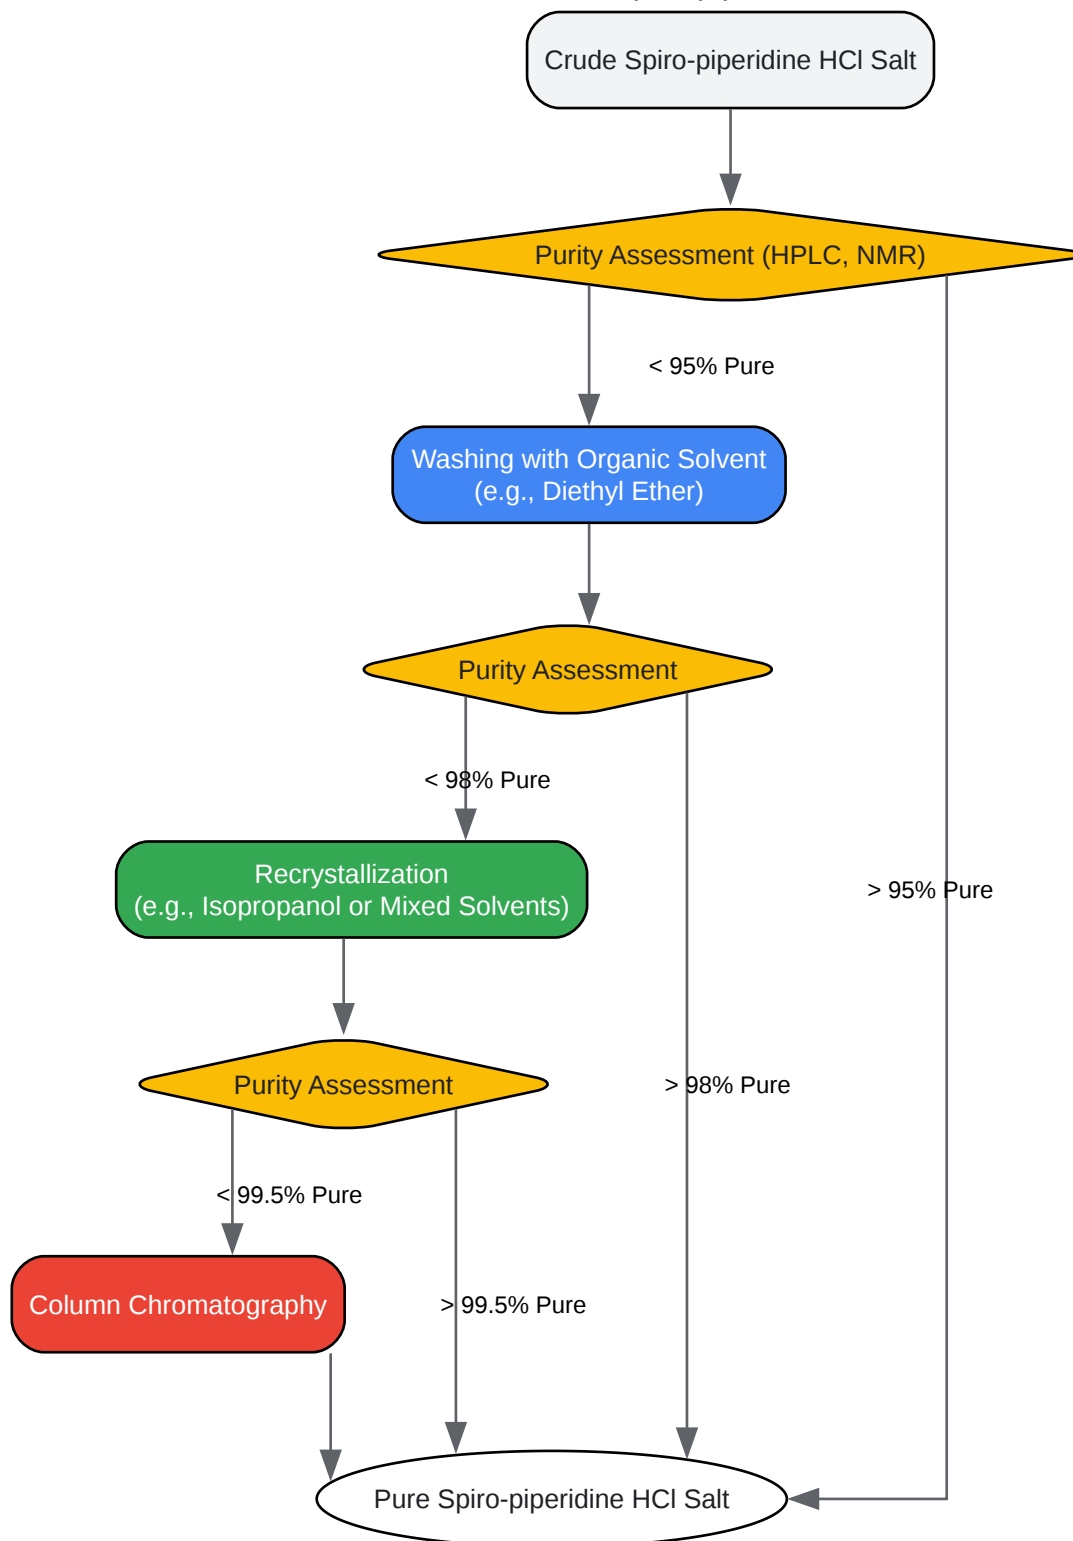 Crude Spiro-piperidine HCl Salt
Purity Assessment (HPLC, NMR)
< 95% Pure
Washing with Organic Solvent
(e.g., Diethyl Ether)
Purity Assessment
< 98% Pure
Recrystallization
(e.g., Isopropanol or Mixed Solvents)
> 95% Pure
Purity Assessment
> 98% Pure
< 99.5% Pure
Column Chromatography
> 99.5% Pure
Pure Spiro-piperidine HCl Salt